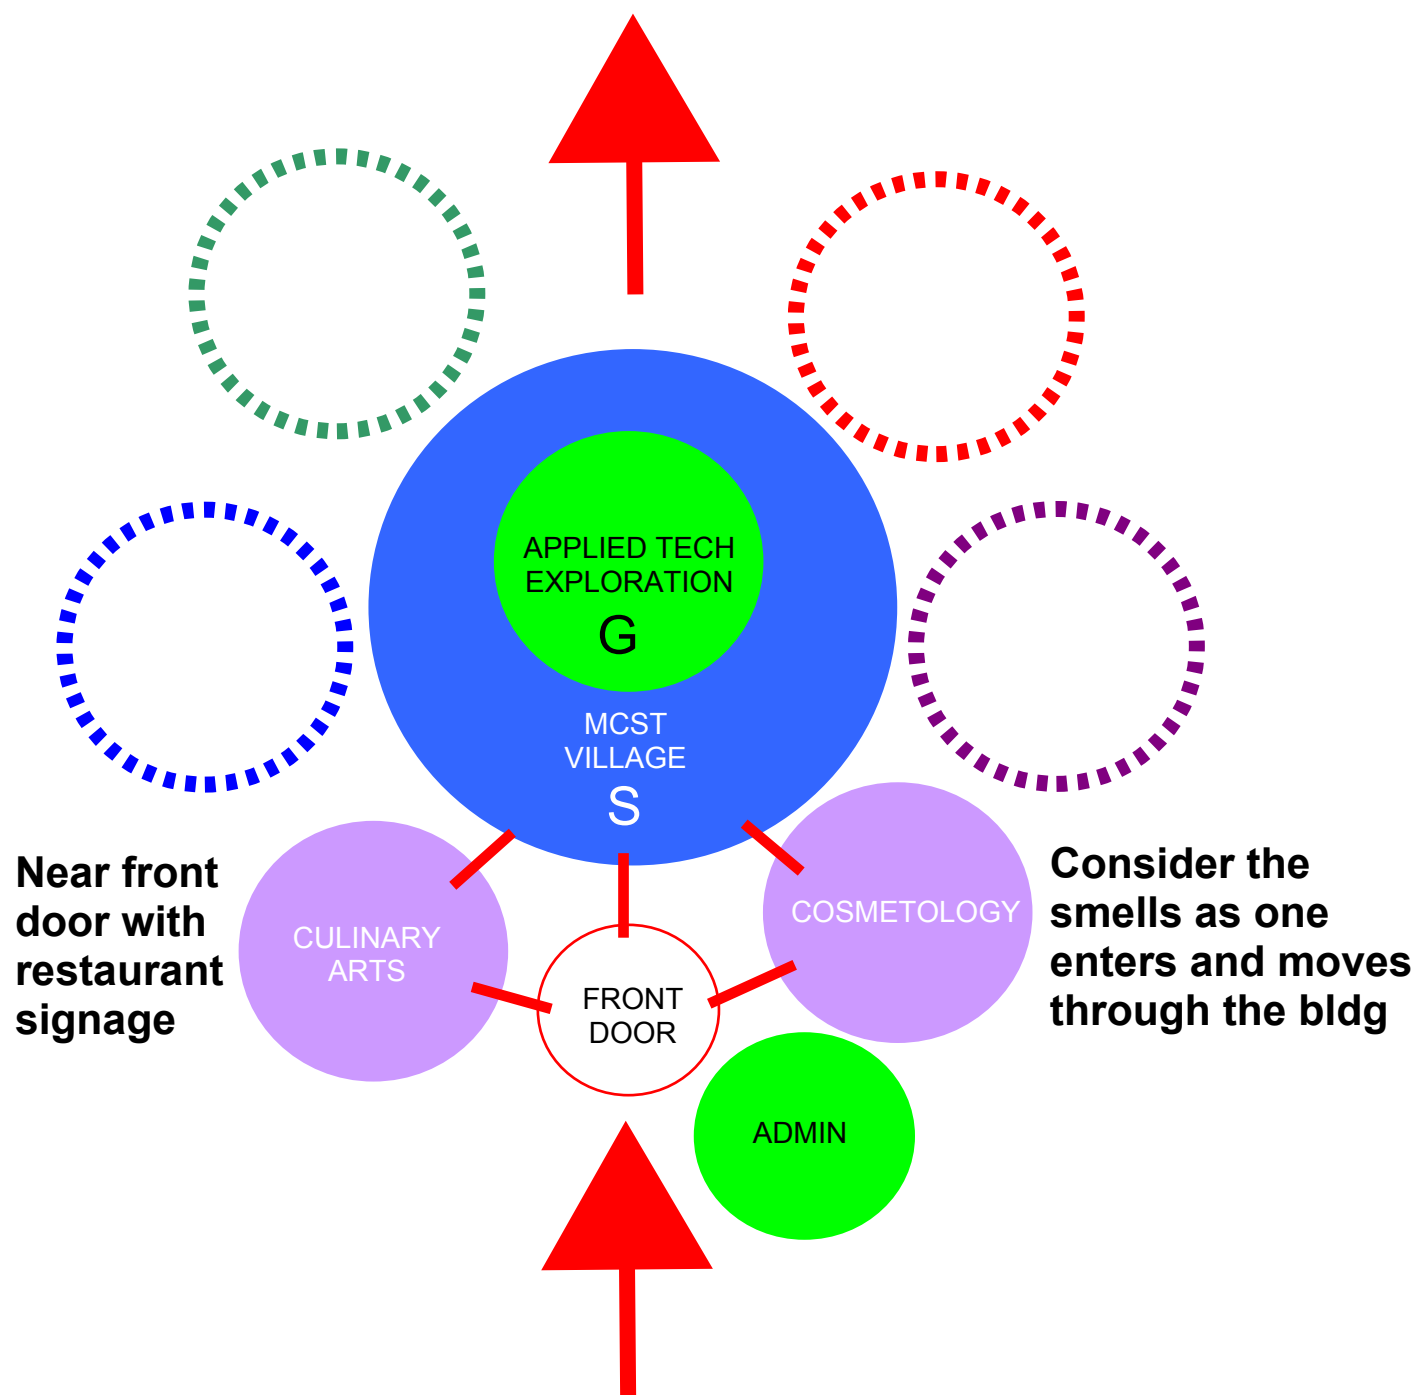 APPLIED TECH
EXPLORATION
G
MCST
VILLAGE
S
Near front
door with
restaurant
signage
CULINARY
ARTS
FRONT
DOOR
COSMETOLOGY
Consider the
smells as one
enters and moves
through the bldg
ADMIN